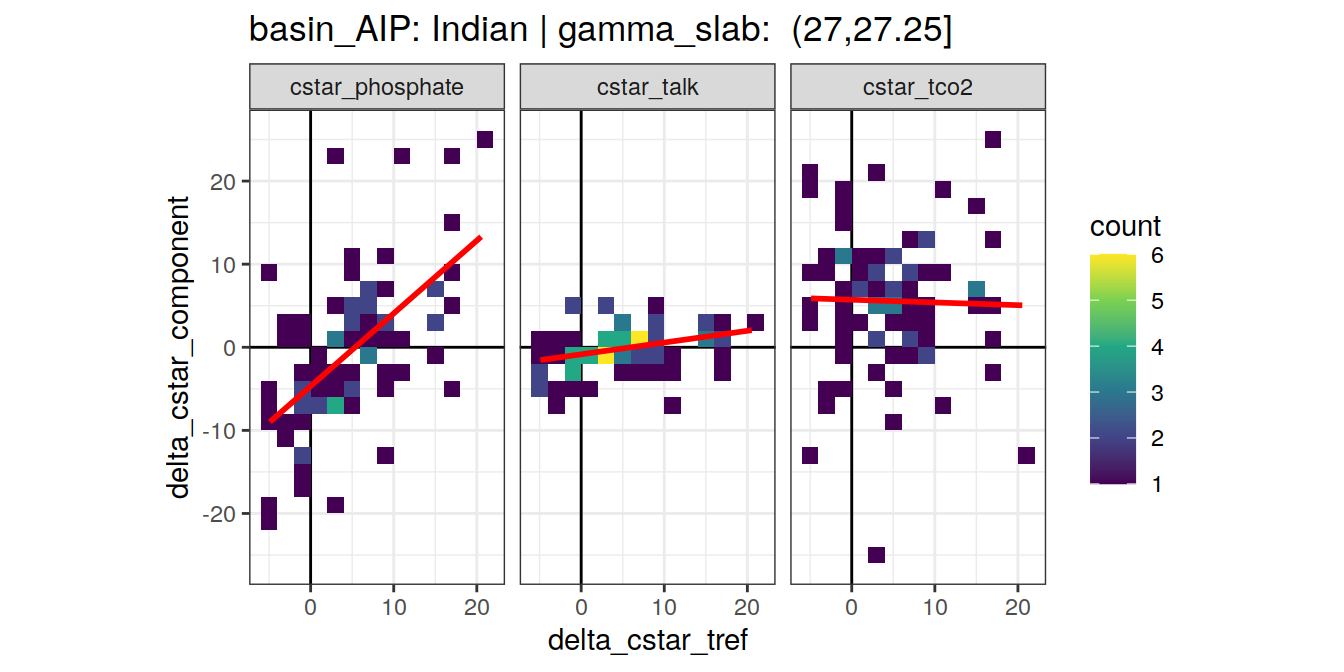 basin_AIP: Indian | gamma_slab:  (27,27.25]
cstar_phosphate
cstar_talk
cstar_tco2
delta_cstar_component
20
10
0
-10
-20
0
10
20
0
10
20
0
10
20
delta_cstar_tref
count
6
5
4
3
2
1